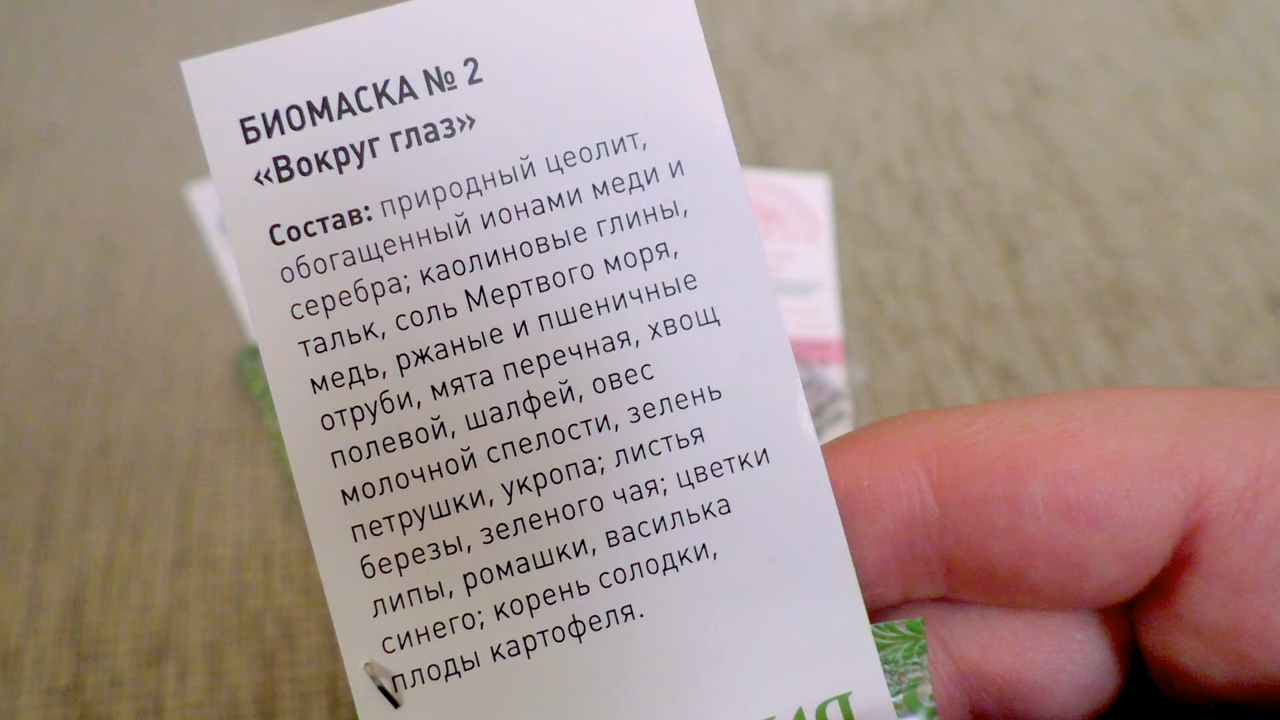 БИОМАСКА № 2
«Вокруг глаз»
Состав: природный цеолит,
обогащенный ионами меди и
серебра; каолиновые глины,
тальк, соль Мертвого моря,
медь, ржаные и пшеничные
отруби, мята перечная, хвощ
полевой, шалфей, овес
молочной спелости, зелень
петрушки, укропа; листья
березы, зеленого чая; цветки
липы, ромашки, василька
синего; корень солодки,
плоды картофеля.